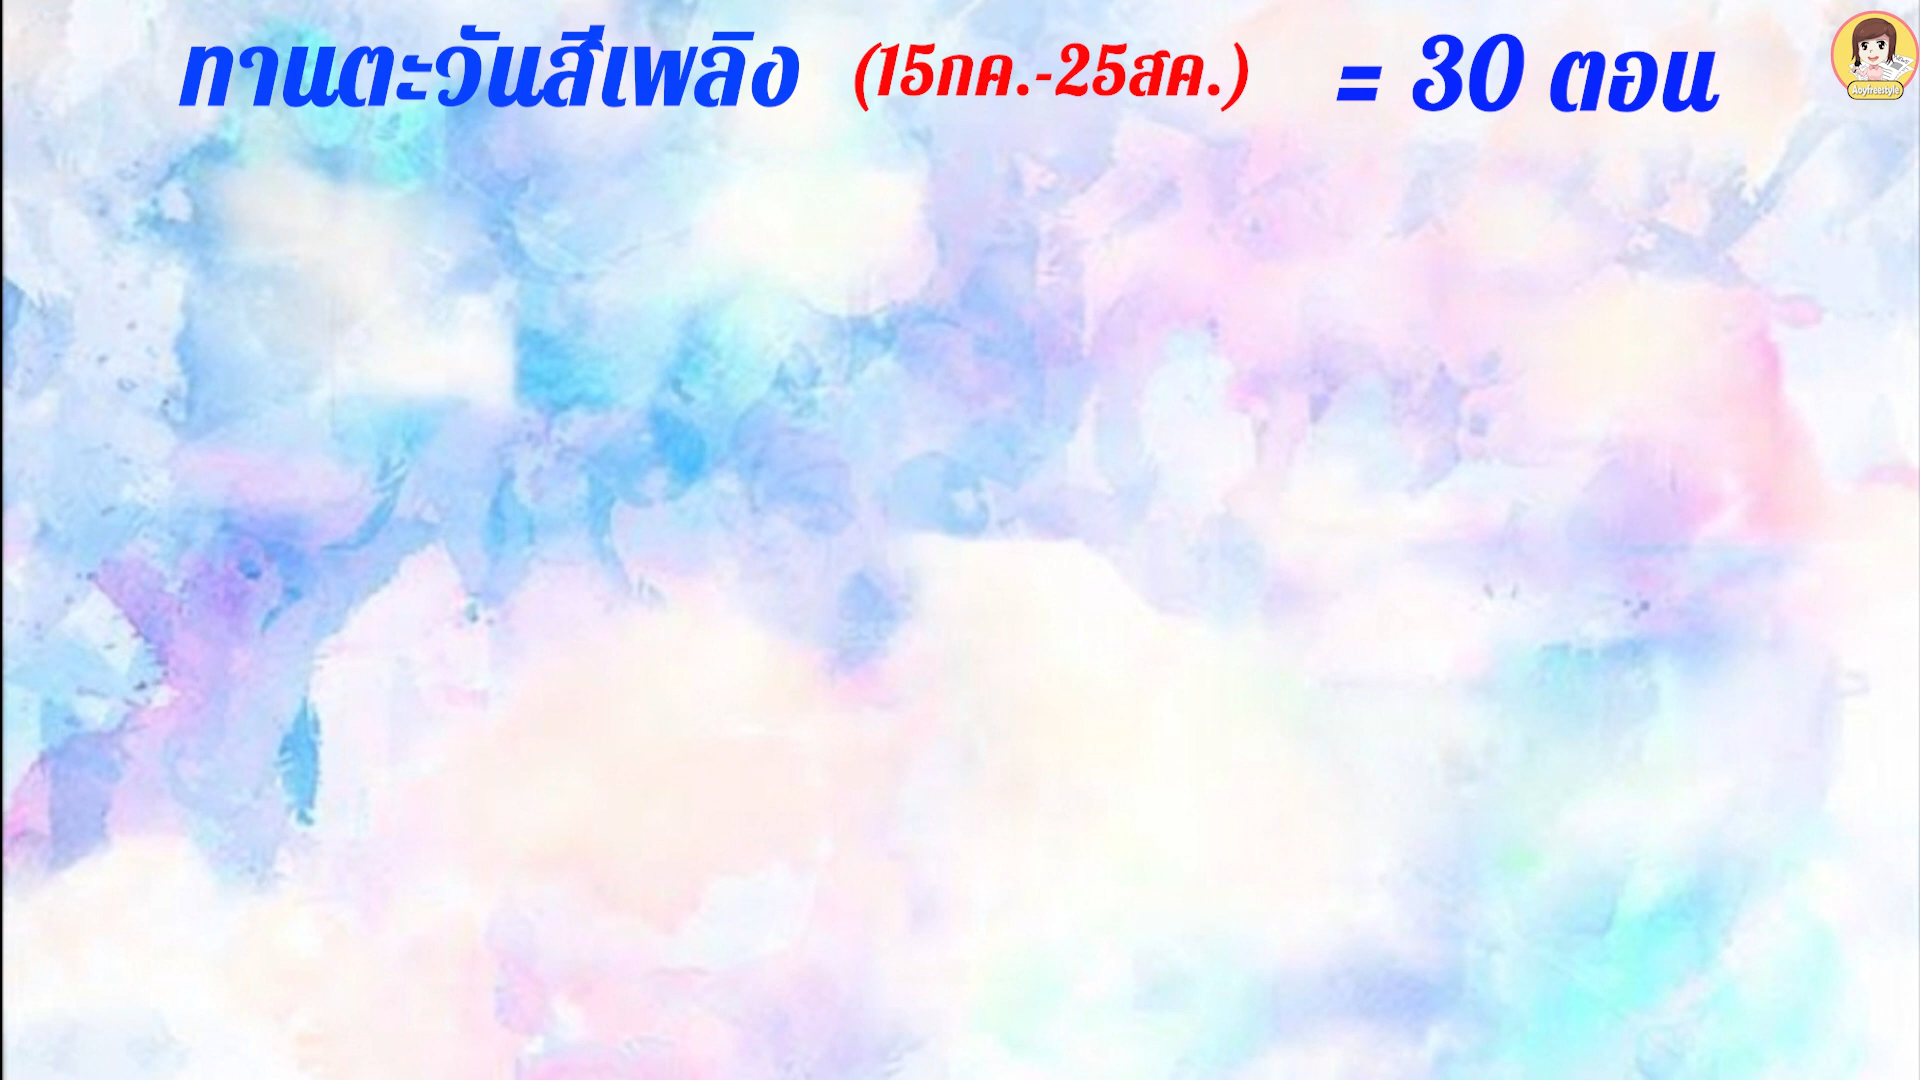 ทานตะวันสีเพลิง (15กค.-25สค.) = 30 ตอน
Aoyfreestyle